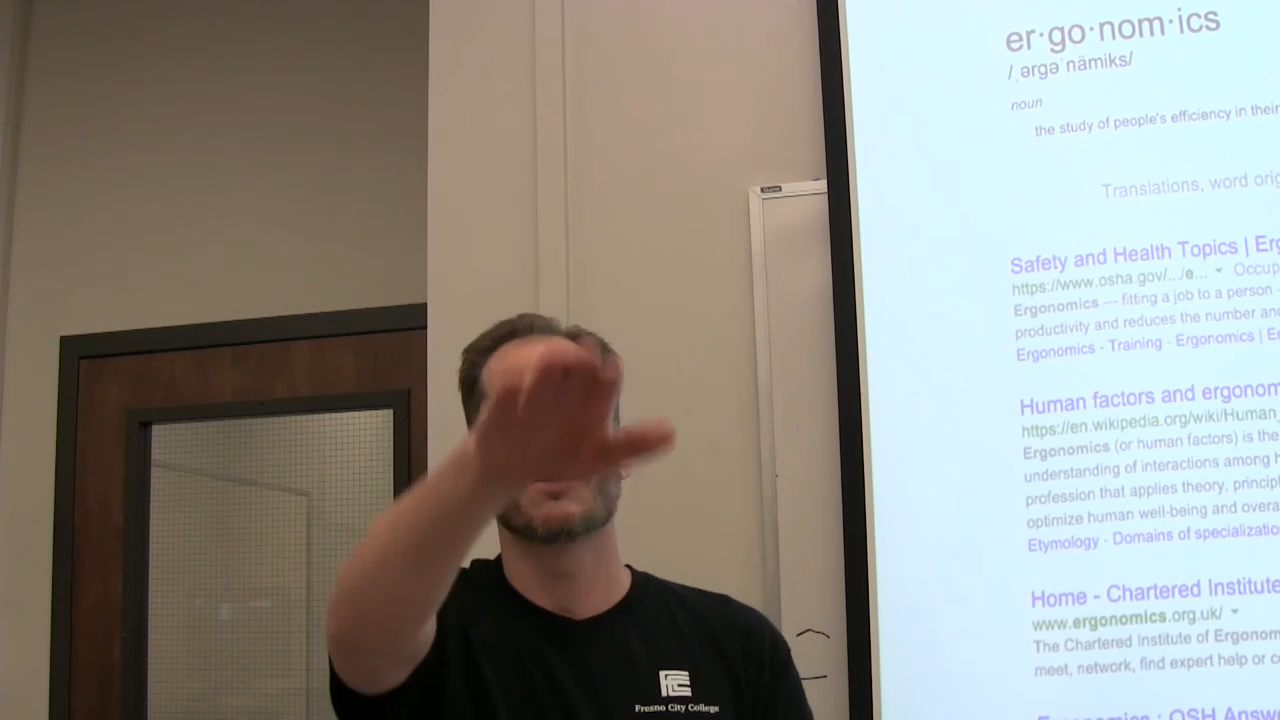 er·go·nom·ics
/ˌərɡəˈnämiks/
noun
the study of people's efficiency in their
Translations, word orig
Safety and Health Topics | Erg
https://www.osha.gov/.../e... ▾ Occup
Ergonomics — fitting a job to a person -
productivity and reduces the number and
Ergonomics - Training - Ergonomics | E
Human factors and ergonom
https://en.wikipedia.org/wiki/Human_
Ergonomics (or human factors) is the
understanding of interactions among h
profession that applies theory, principl
optimize human well-being and overa
Etymology - Domains of specializatio
Home - Chartered Institute
www.ergonomics.org.uk/ ▾
The Chartered Institute of Ergonom
meet, network, find expert help or c
Ergonomics : OSH Answ
Fresno City College